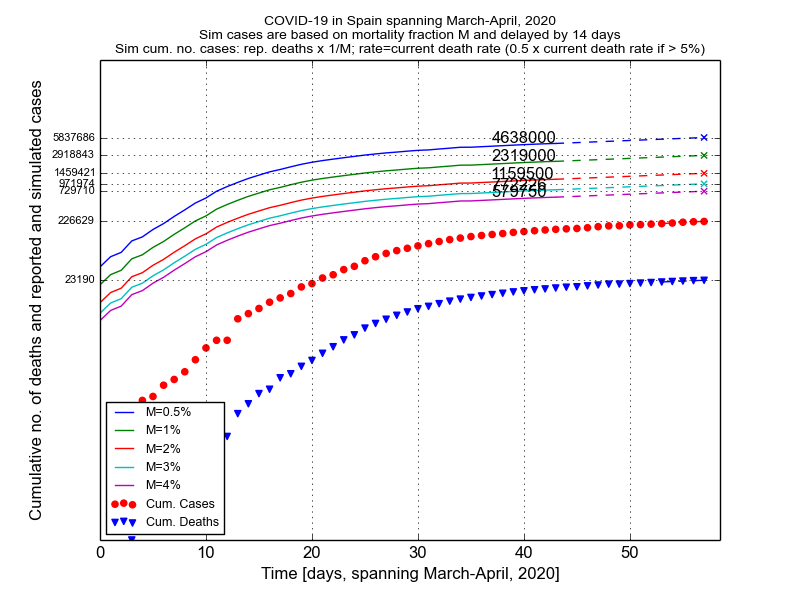 COVID-19 in Spain spanning March-April, 2020
Sim cases are based on mortality fraction M and delayed by 14 days
Sim cum. no. cases: rep. deaths x 1/M; rate=current death rate (0.5 x current death rate if > 5%)
Cumulative no. of deaths and reported and simulated cases
5837686
2918843
1459421
971974
729710
226629
23190
4638000
2319000
1159500
772226
579750
M=0.5%
M=1%
M=2%
M=3%
M=4%
Cum. Cases
Cum. Deaths
0 10 20 30 40 50
Time [days, spanning March-April, 2020]